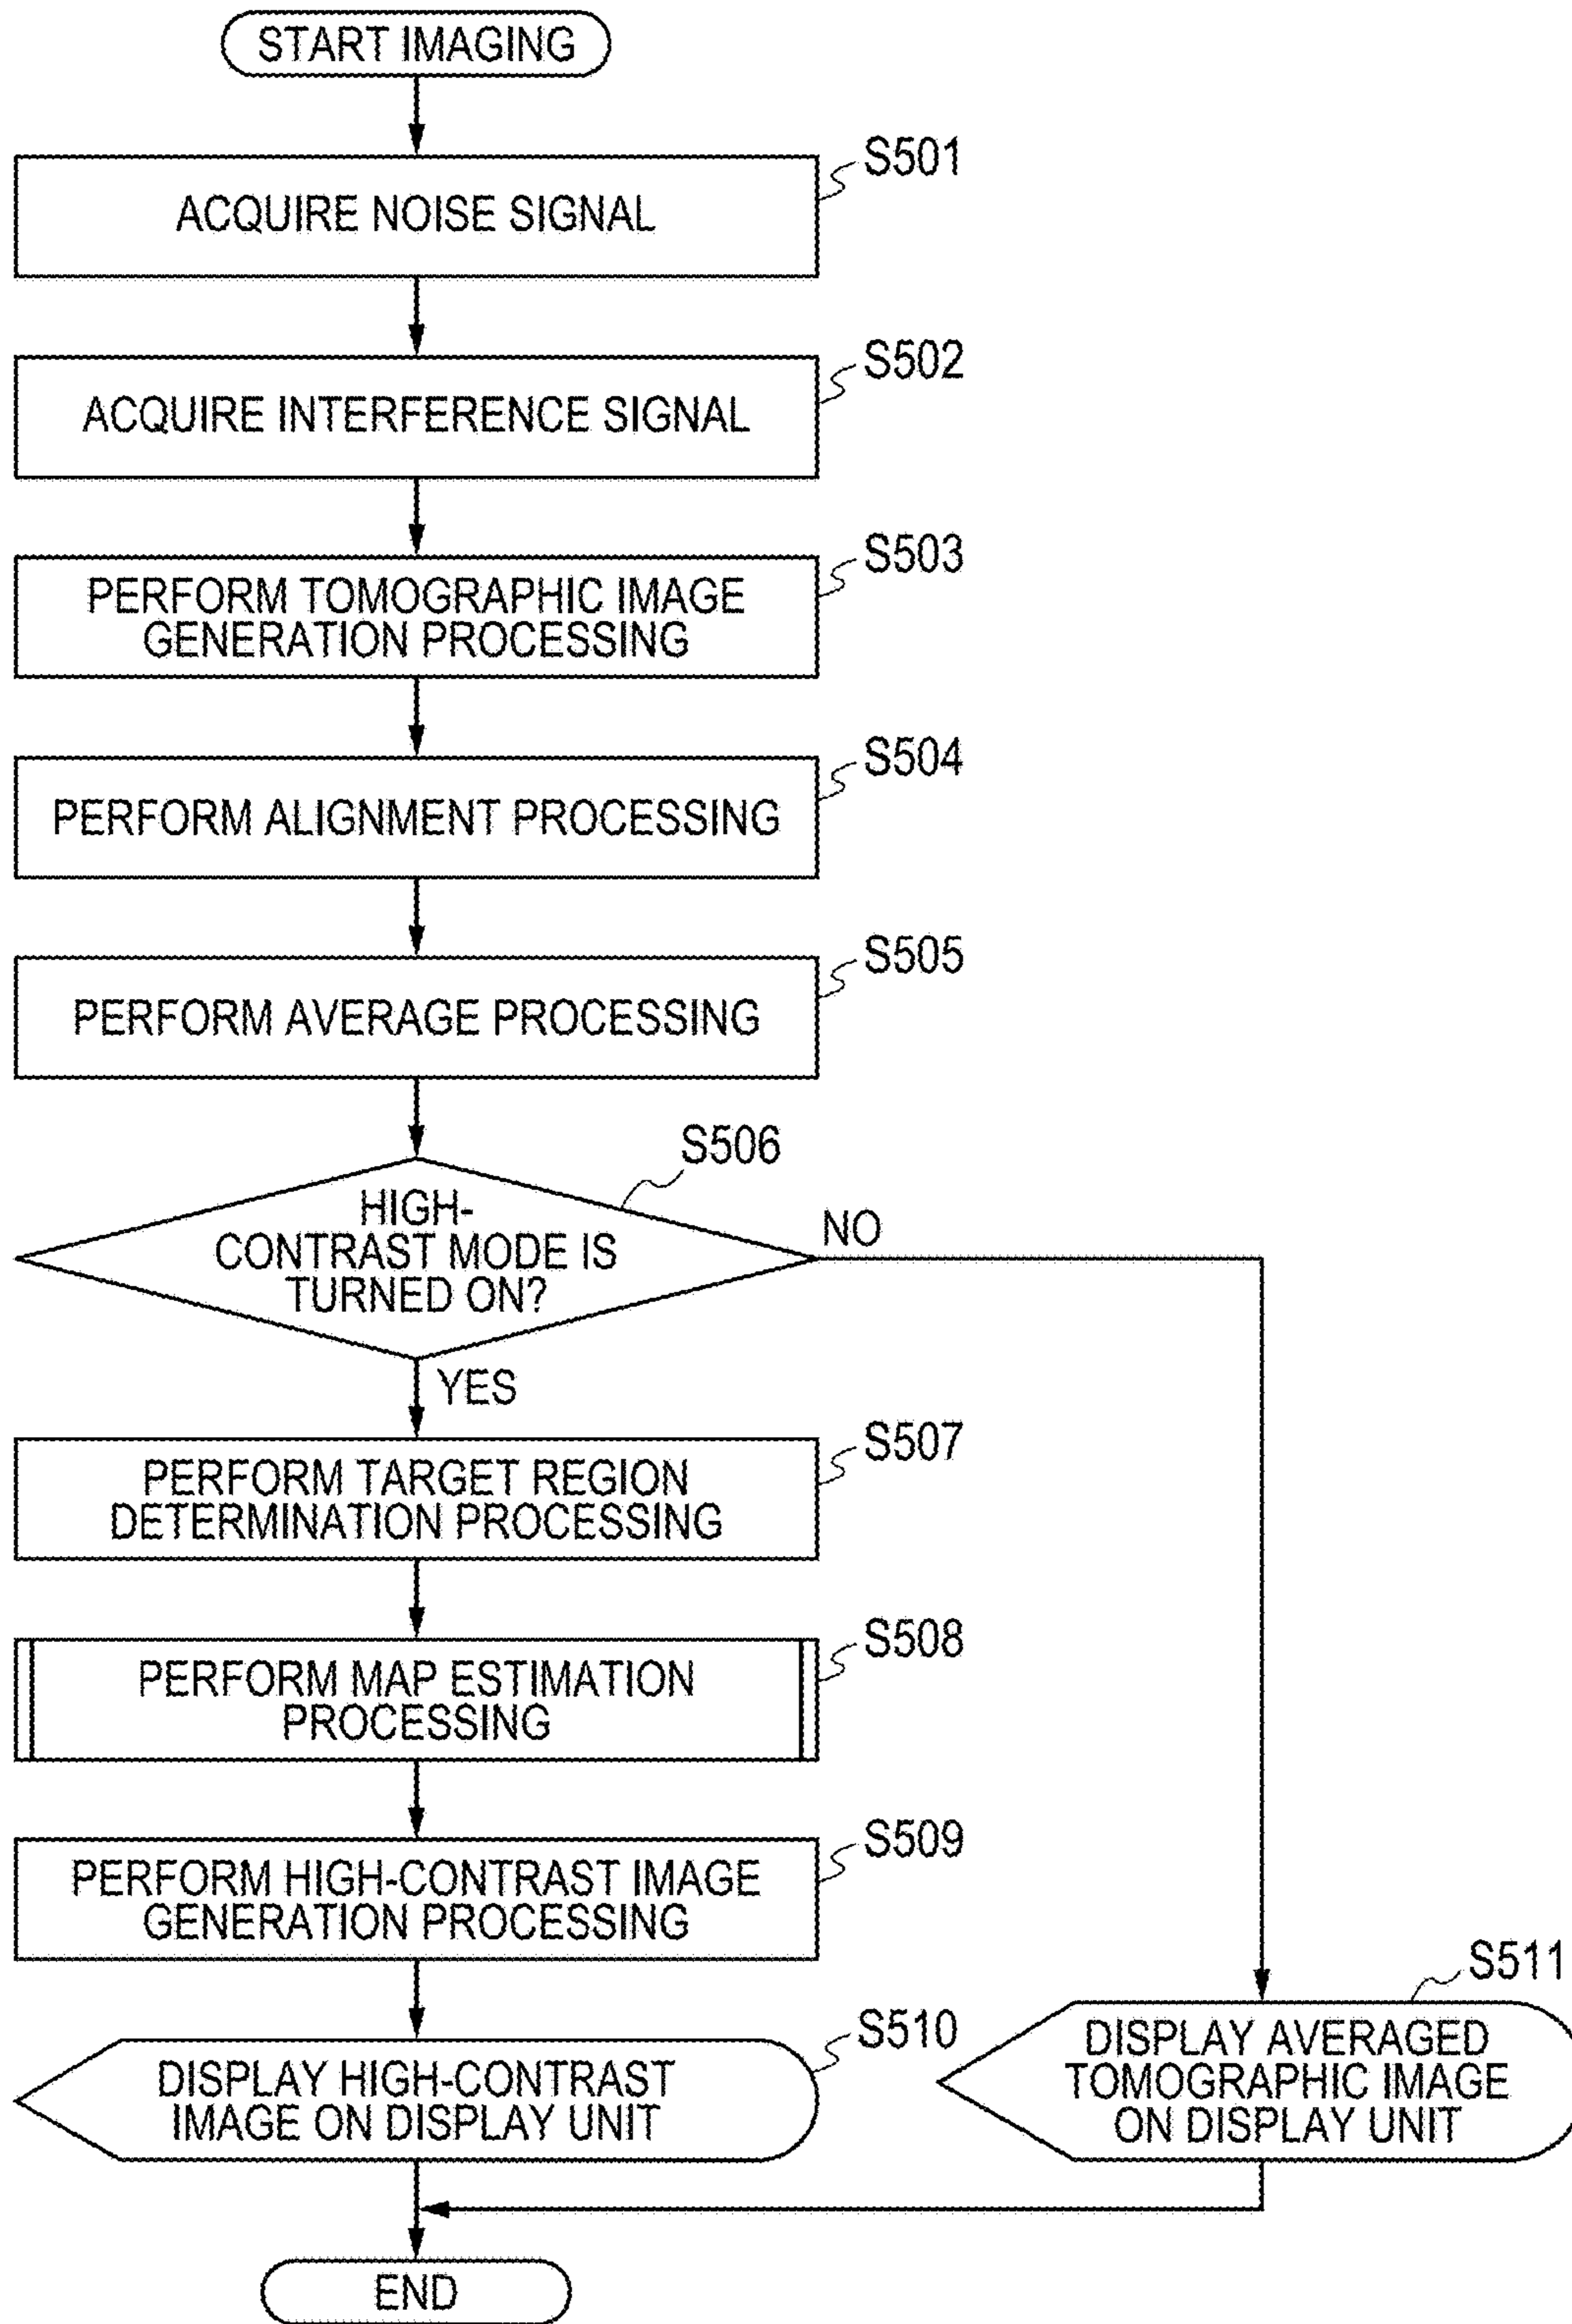 START IMAGING
S501
ACQUIRE NOISE SIGNAL
S502
ACQUIRE INTERFERENCE SIGNAL
S503
PERFORM TOMOGRAPHIC IMAGE
GENERATION PROCESSING
S504
PERFORM ALIGNMENT PROCESSING
S505
PERFORM AVERAGE PROCESSING
S506
HIGH-
CONTRAST MODE IS
TURNED ON?
NO
YES
S507
PERFORM TARGET REGION
DETERMINATION PROCESSING
S508
PERFORM MAP ESTIMATION
PROCESSING
S509
PERFORM HIGH-CONTRAST IMAGE
GENERATION PROCESSING
S510
DISPLAY HIGH-CONTRAST
IMAGE ON DISPLAY UNIT
S511
DISPLAY AVERAGED
TOMOGRAPHIC IMAGE
ON DISPLAY UNIT
END